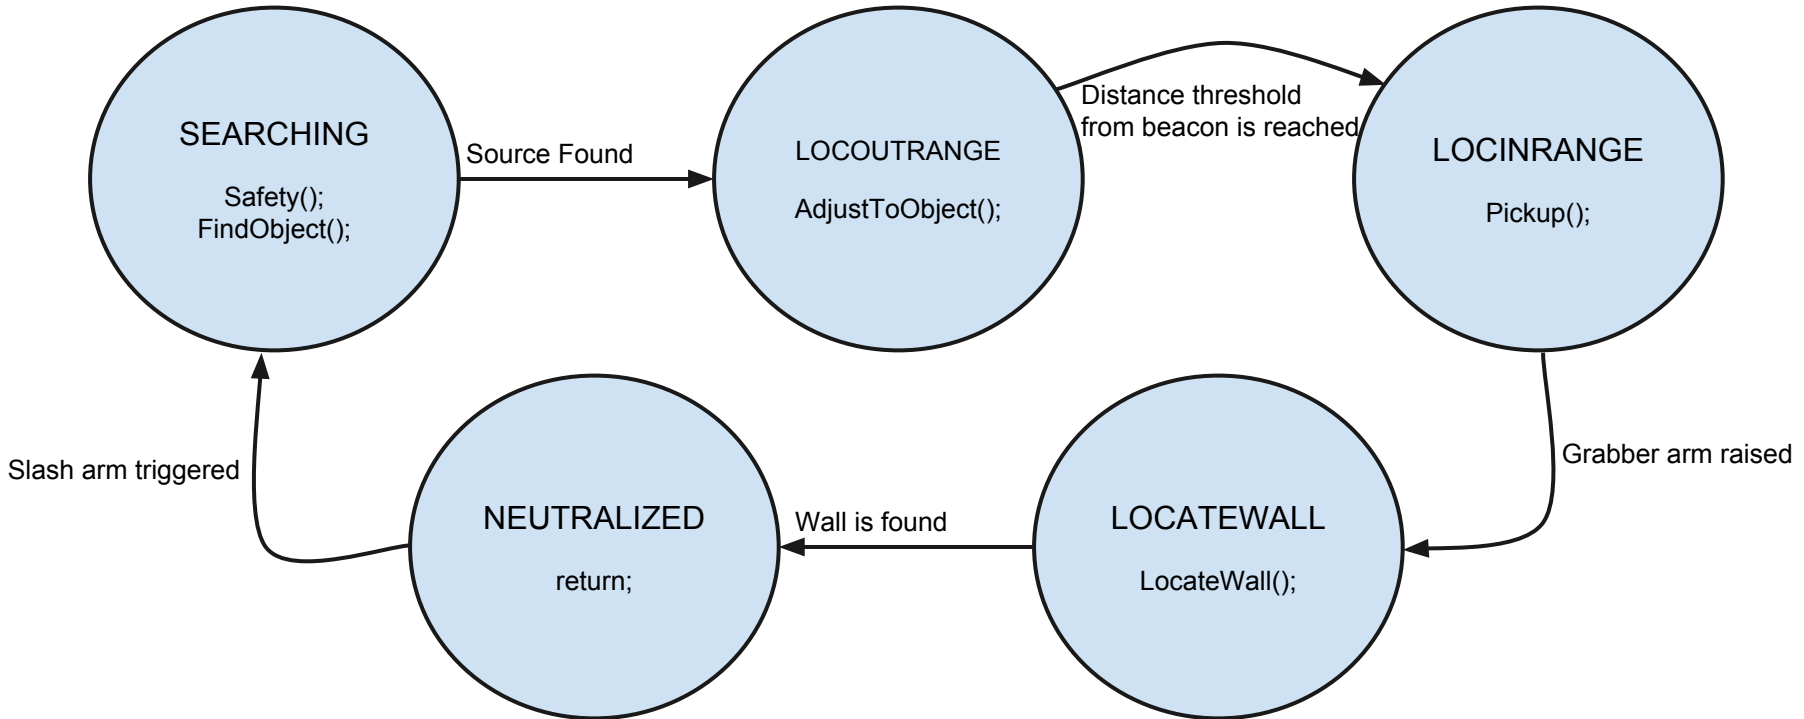 SEARCHING
Safety();
FindObject();
Source Found
LOCOUTRANGE
AdjustToObject();
Distance threshold
from beacon is reached
LOCINRANGE
Pickup();
Grabber arm raised
LOCATEWALL
LocateWall();
Wall is found
NEUTRALIZED
return;
Slash arm triggered